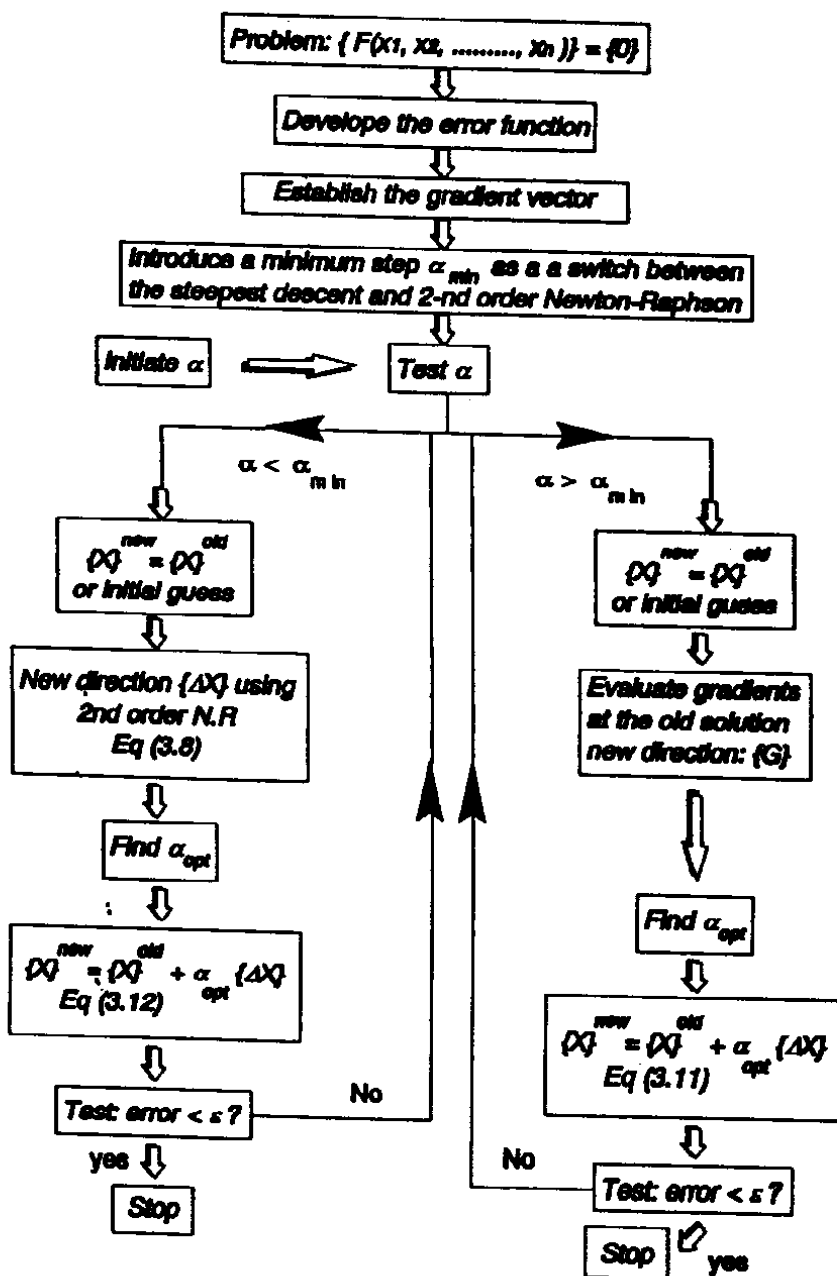 Problem: { F(x1, x2, ........., xn )} = {0}
Develope the error function
Establish the gradient vector
Introduce a minimum step α min as a a switch between
the steepest descent and 2-nd order Newton-Raphson
Initiate α
Test α
α < α min
α > α min
{X} new = {X} old
or initial guess
New direction {ΔX} using
2nd order N.R
Eq (3.8)
Find α opt
{X} new = {X} old + α opt {ΔX}
Eq (3.12)
Test: error < ε ?
No
yes
Stop
{X} new = {X} old
or initial guess
Evaluate gradients
at the old solution
new direction: {G}
Find α opt
{X} new = {X} old + α opt {ΔX}
Eq (3.11)
No
Test: error < ε ?
Stop
yes